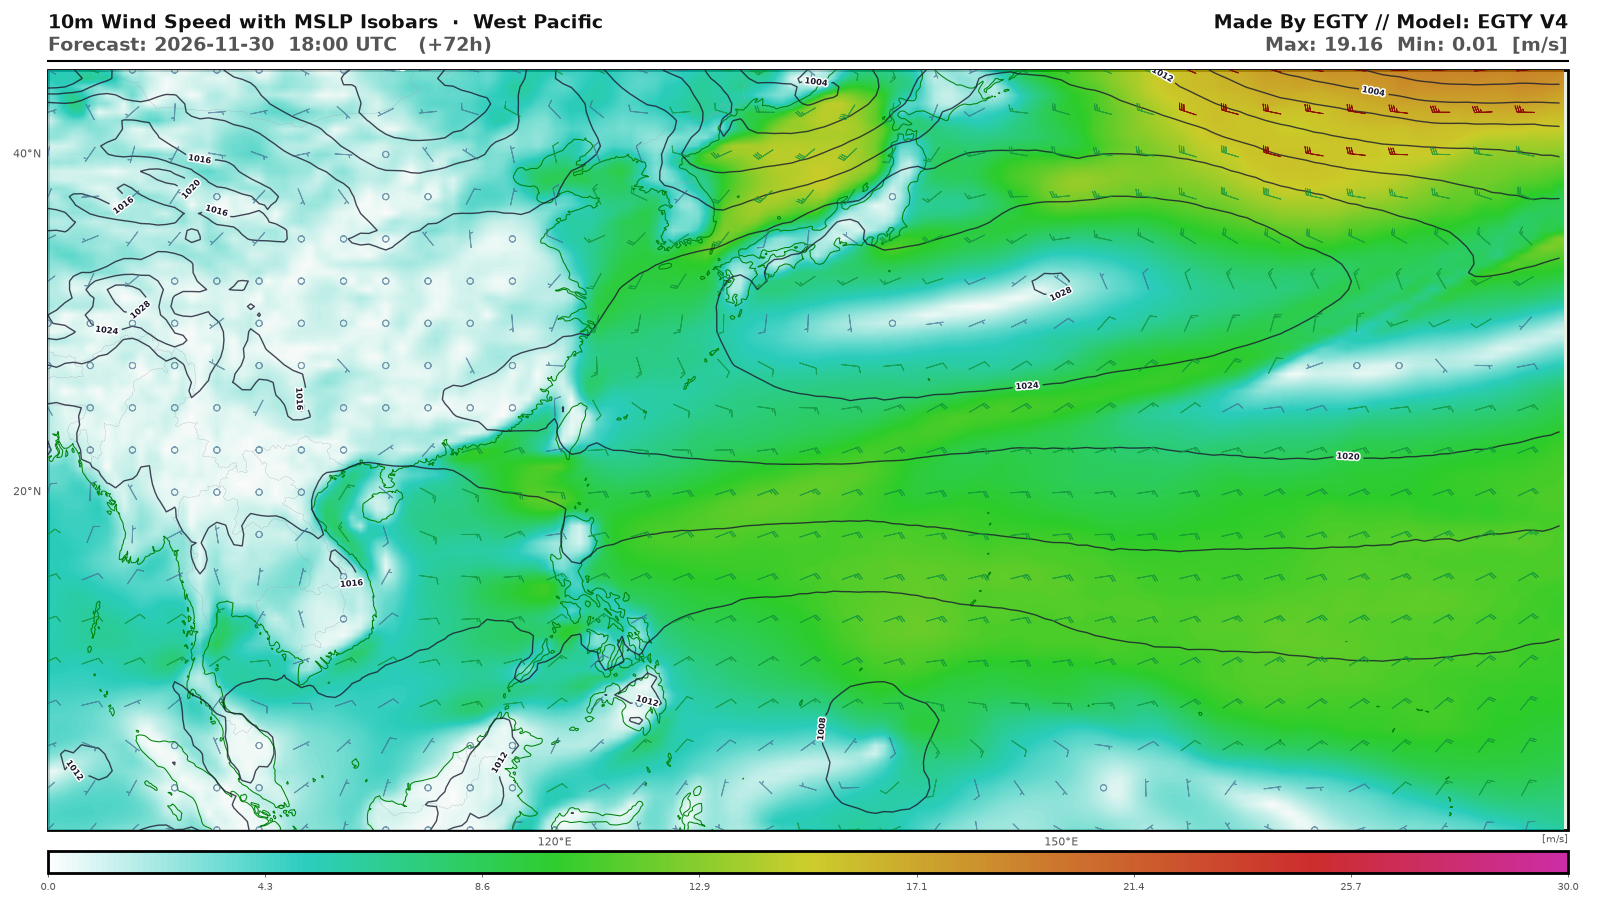 10m Wind Speed with MSLP Isobars · West Pacific
Made By EGTY // Model: EGTY V4
Forecast: 2026-11-30 18:00 UTC (+72h)
Max: 19.16 Min: 0.01 [m/s]
1004
1012
1004
40°N
1016
1020
1016
1016
1028
1028
1024
1024
1016
1020
20°N
1016
1012
1008
1012
1012
120°E
150°E
[m/s]
0.0
4.3
8.6
12.9
17.1
21.4
25.7
30.0